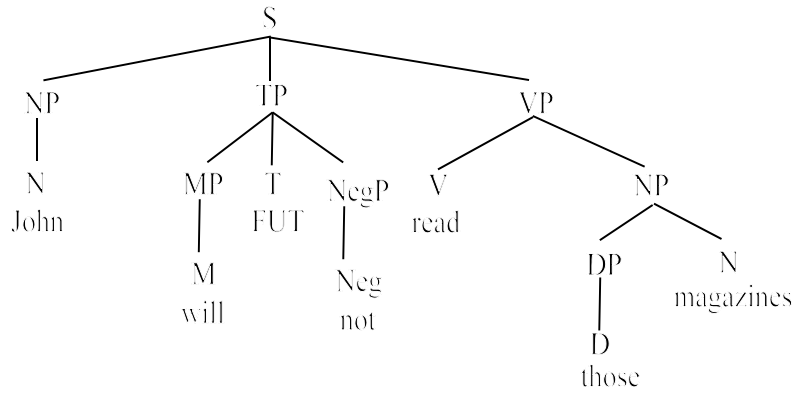 S
NP TP VP
N MP T NegP V NP
John FUT read
M Neg DP N
will not magazines
D
those